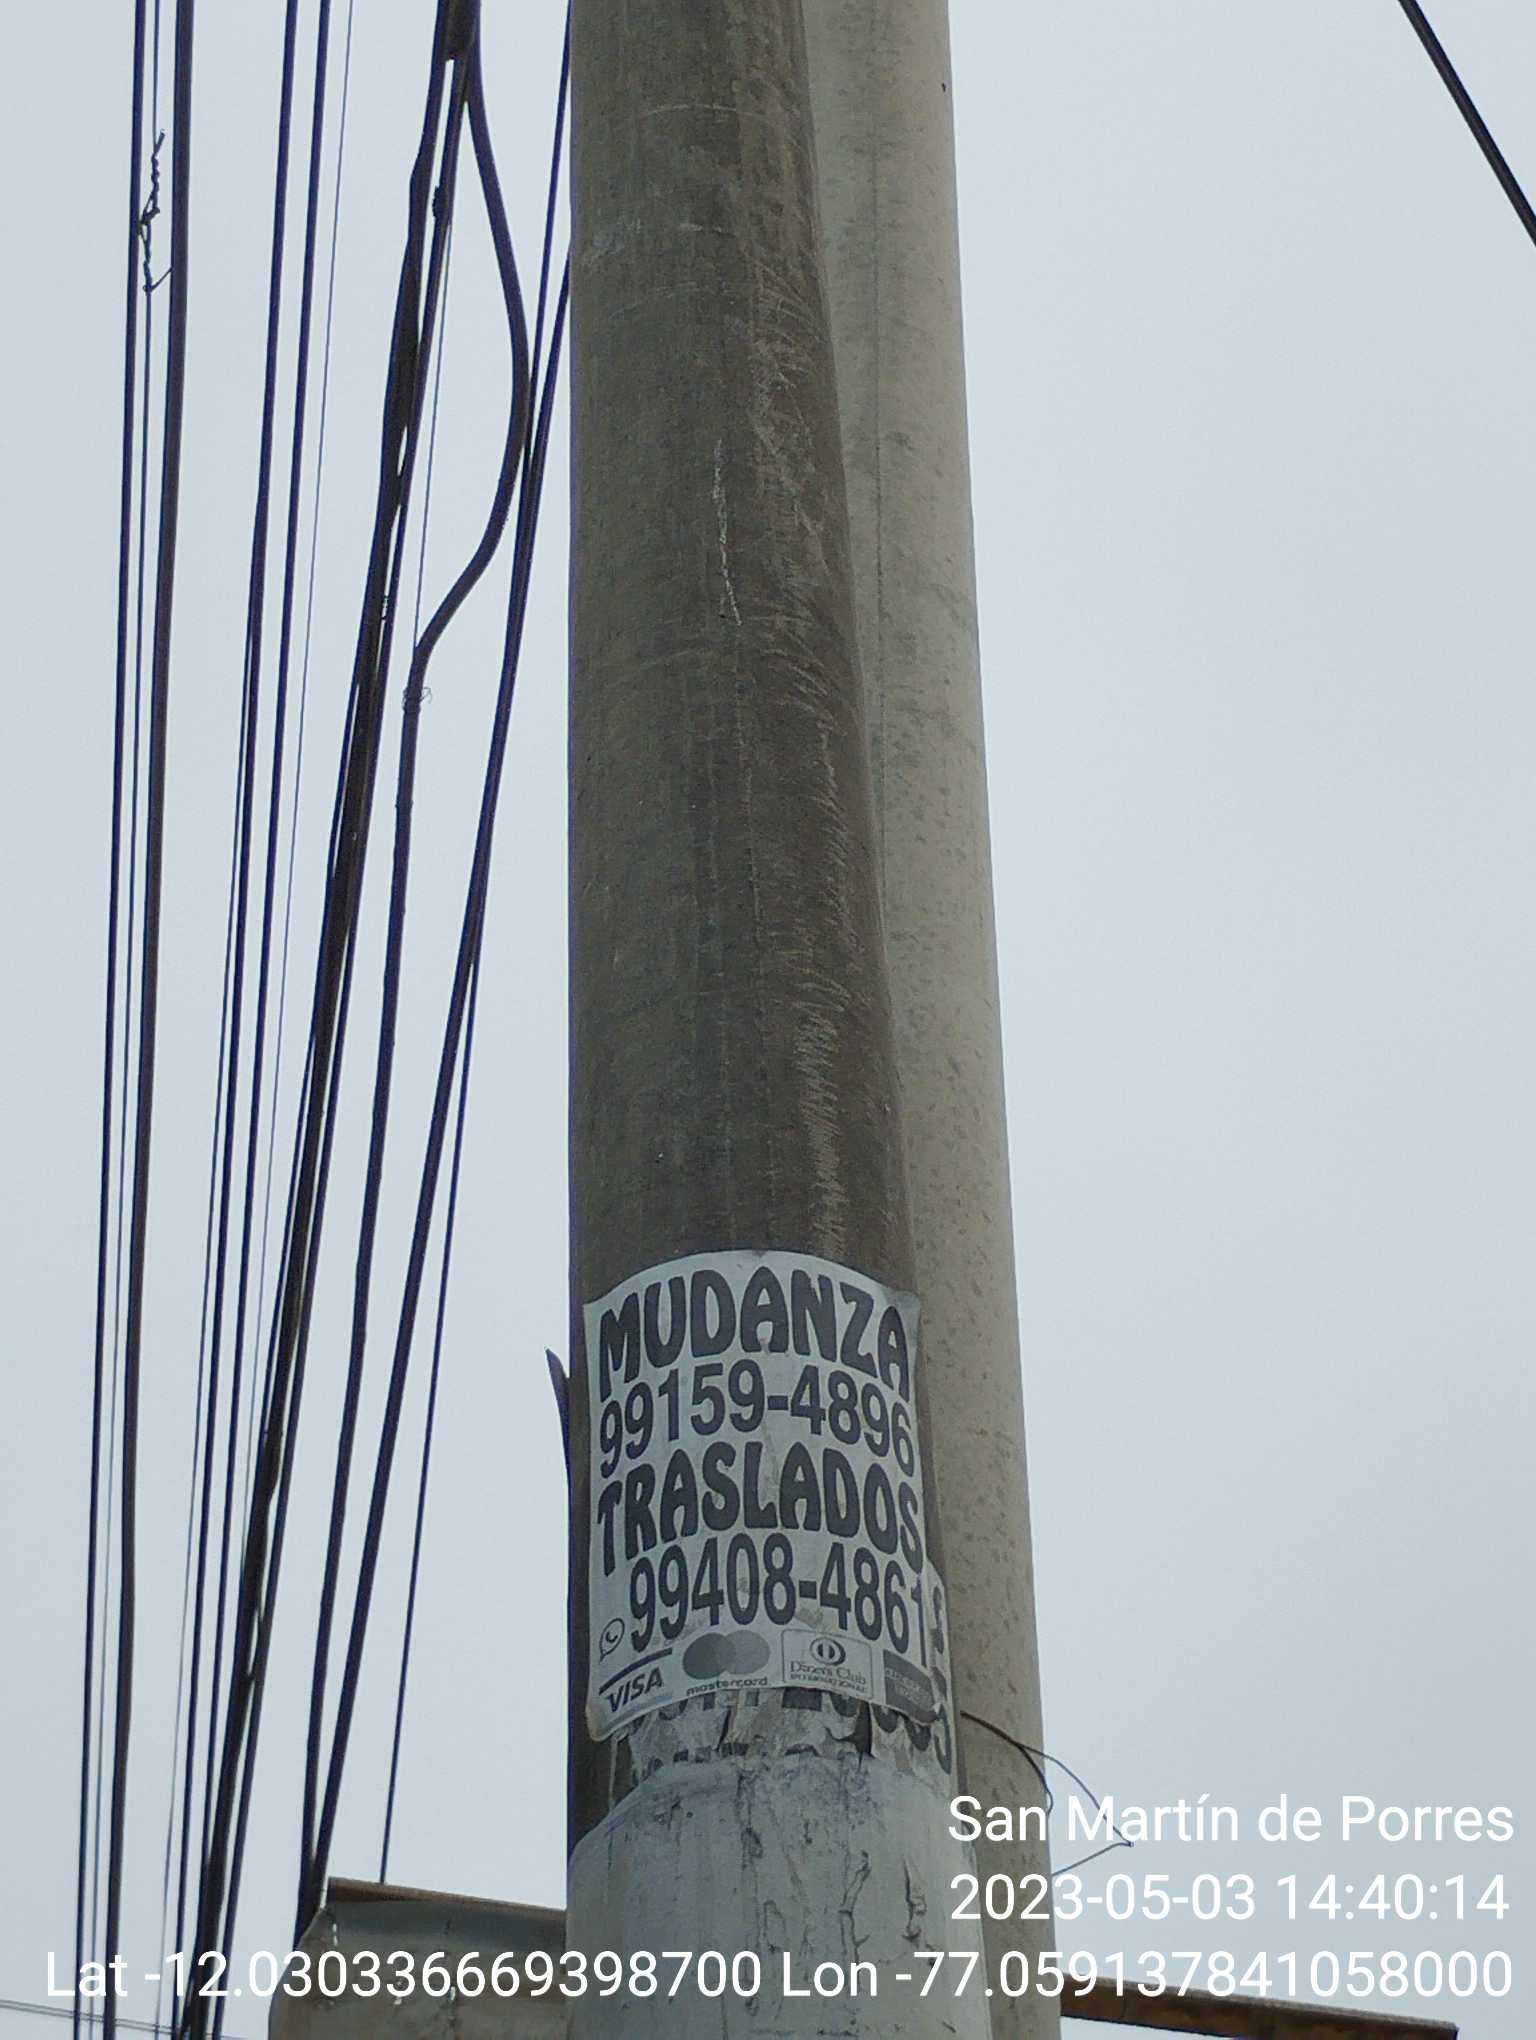 MUDANZA
99159-4896
TRASLADOS
99408-4861
VISA
mastercard
Diners Club
INTERNATIONAL
San Martín de Porres
2023-05-03 14:40:14
Lat -12.030336669398700 Lon -77.059137841058000